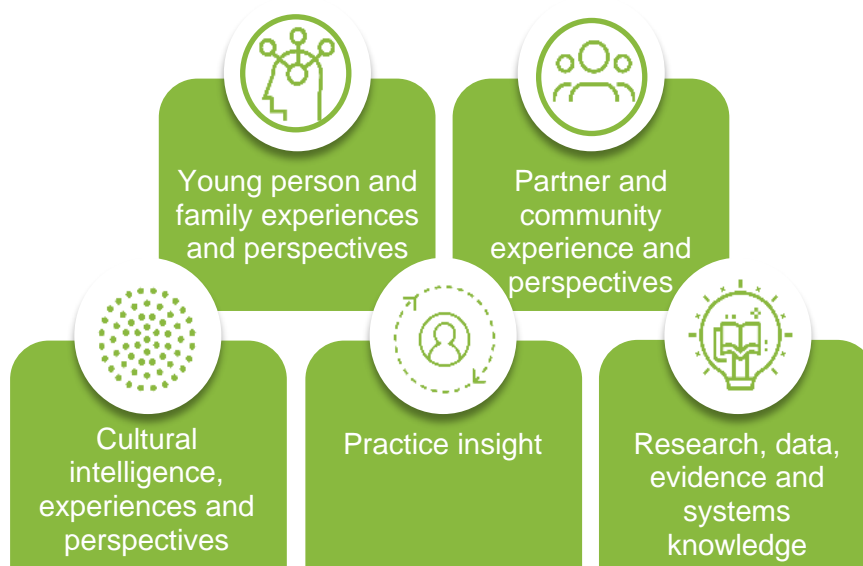 Young person and
family experiences
and perspectives
Partner and
community
experience and
perspectives
Cultural
intelligence,
experiences and
perspectives
Practice insight
Research, data,
evidence and
systems
knowledge